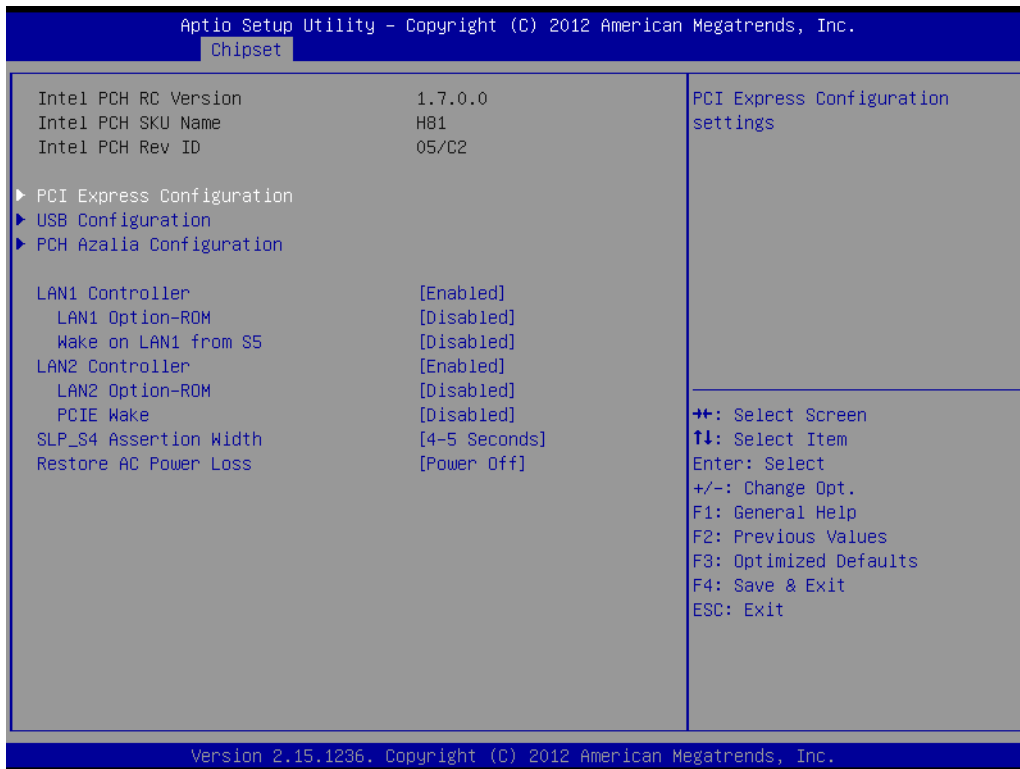 Aptio Setup Utility – Copyright (C) 2012 American Megatrends, Inc.
Chipset
Intel PCH RC Version 1.7.0.0
Intel PCH SKU Name H81
Intel PCH Rev ID 05/C2
PCI Express Configuration
USB Configuration
PCH Azalia Configuration
LAN1 Controller [Enabled]
LAN1 Option-ROM [Disabled]
Wake on LAN1 from S5 [Disabled]
LAN2 Controller [Enabled]
LAN2 Option-ROM [Disabled]
PCIE Wake [Disabled]
SLP_S4 Assertion Width [4-5 Seconds]
Restore AC Power Loss [Power Off]
PCI Express Configuration
settings
→←: Select Screen
↑↓: Select Item
Enter: Select
+/-: Change Opt.
F1: General Help
F2: Previous Values
F3: Optimized Defaults
F4: Save & Exit
ESC: Exit
Version 2.15.1236. Copyright (C) 2012 American Megatrends, Inc.